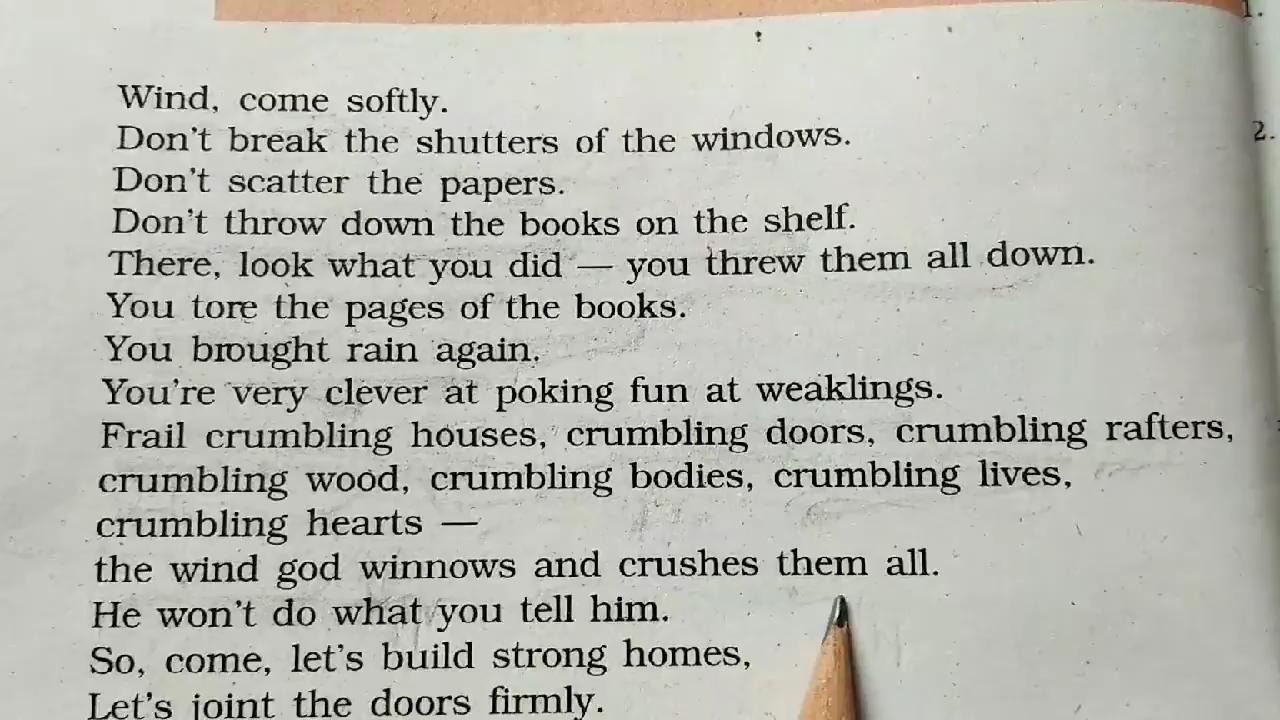 Wind, come softly.
Don't break the shutters of the windows.
Don't scatter the papers.
Don't throw down the books on the shelf.
There, look what you did — you threw them all down.
You tore the pages of the books.
You brought rain again.
You're very clever at poking fun at weaklings.
Frail crumbling houses, crumbling doors, crumbling rafters,
crumbling wood, crumbling bodies, crumbling lives,
crumbling hearts —
the wind god winnows and crushes them all.
He won't do what you tell him.
So, come, let's build strong homes,
Let's joint the doors firmly.
1.
2.